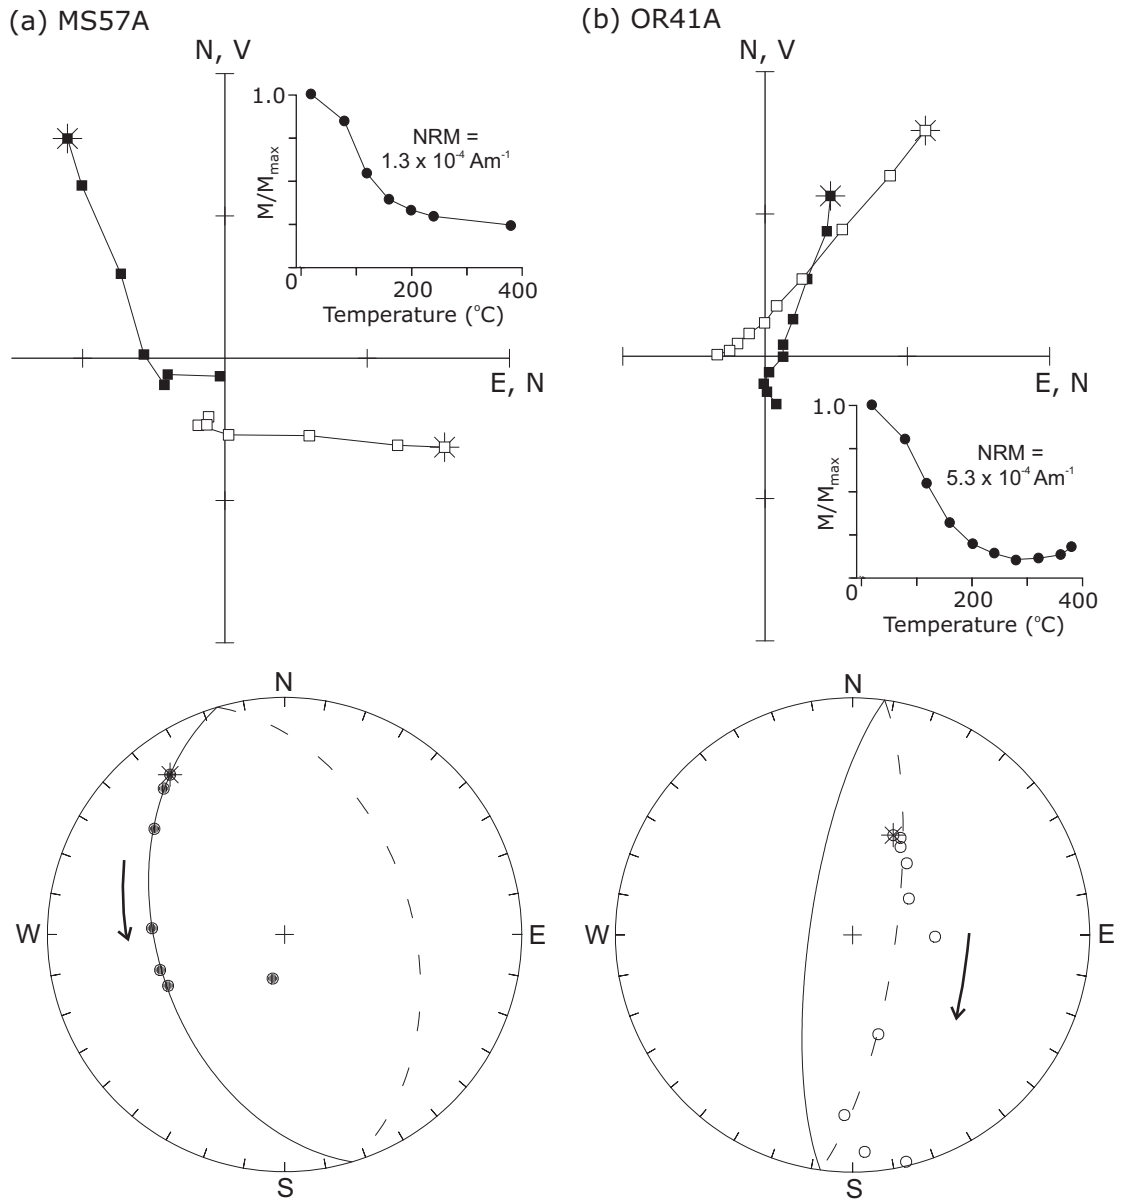 (a) MS57A
N, V
1.0
NRM =
1.3 x 10⁻⁴ Am⁻¹
M/Mmax
0
200
400
Temperature (°C)
E, N
(b) OR41A
N, V
E, N
1.0
NRM =
5.3 x 10⁻⁴ Am⁻¹
M/Mmax
0
200
400
Temperature (°C)
N
W
E
S
N
W
E
S